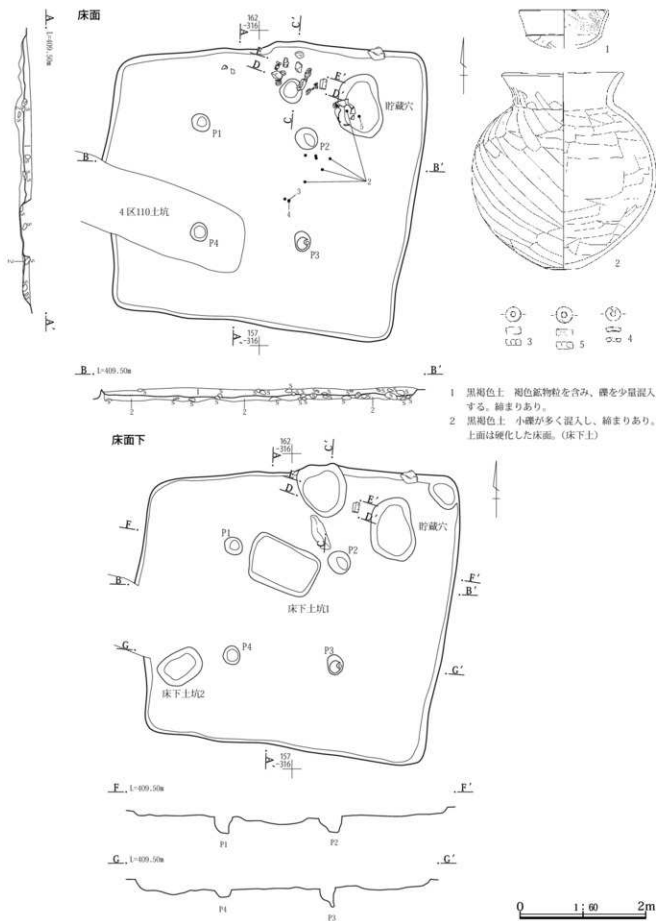 床面
A L=409.50m
2
A'
162
-316
A
C'
E
D
E'
D'
C
貯蔵穴
P1
P2
B
B'
2
3
4
4区110土坑
P4
P3
A'
157
-316
1
2
3
5
4
B L=409.50m
B'
1
2
2
2
1 黒褐色土 褐色鉱物粒を含み、礫を少量混入
する。締まりあり。
2 黒褐色土 小礫が多く混入し、締まりあり。
上面は硬化した床面。(床下土)
床面下
162
-316
A
C'
E
D
E'
D'
貯蔵穴
F
P1
P2
F'
B
B'
床下土坑1
G
P4
P3
G'
床下土坑2
A'
157
-316
F L=409.50m
F'
P1
P2
G L=409.50m
G'
P4
P3
0 1:60 2m